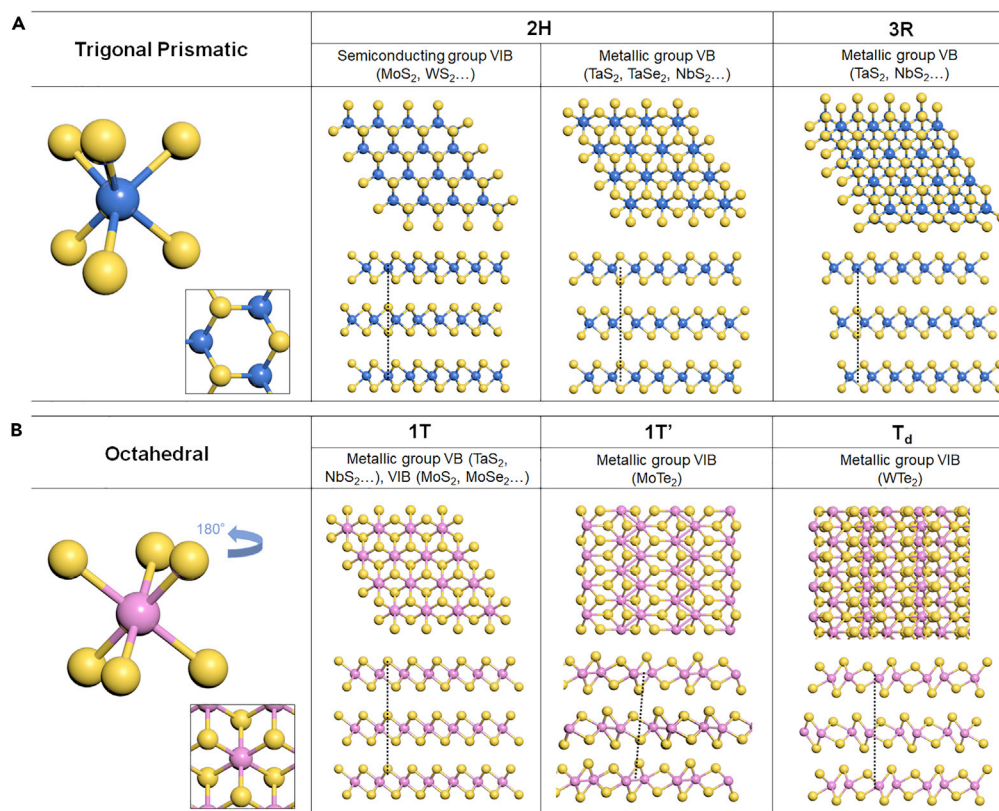 A
Trigonal Prismatic
2H
3R
Semiconducting group VIB
(MoS₂, WS₂...)
Metallic group VB
(TaS₂, TaSe₂, NbS₂...)
Metallic group VB
(TaS₂, NbS₂...)
B
Octahedral
1T
1T'
T_d
Metallic group VB (TaS₂,
NbS₂...), VIB (MoS₂, MoSe₂...)
Metallic group VIB
(MoTe₂)
Metallic group VIB
(WTe₂)
180°